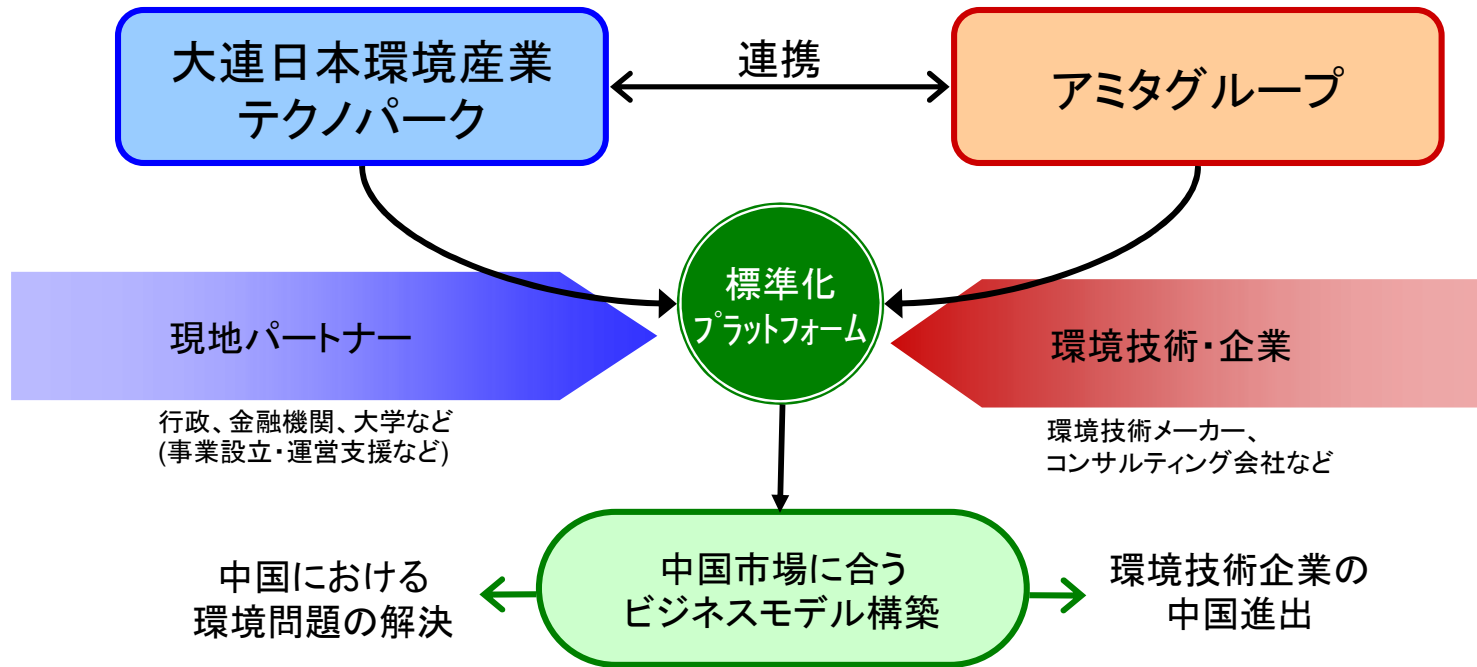 大連日本環境産業
テクノパーク
連携
アミタグループ
標準化
プラットフォーム
現地パートナー
環境技術・企業
行政、金融機関、大学など
(事業設立・運営支援など)
環境技術メーカー、
コンサルティング会社など
中国における
環境問題の解決
中国市場に合う
ビジネスモデル構築
環境技術企業の
中国進出